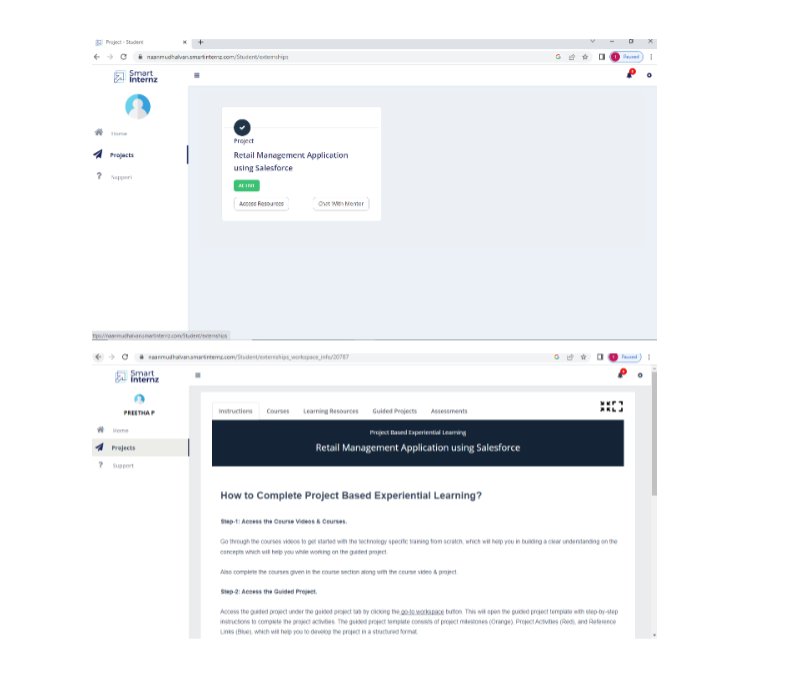 Project - Student
naanmudhalvan.smartinternz.com/Student/externships
Paused
Smart
Internz
Home
Projects
Support
Project
Retail Management Application
using Salesforce
ACTIVE
Access Resources
Chat With Mentor
https://naanmudhalvan.smartinternz.com/Student/externships
naanmudhalvan.smartinternz.com/Student/externships_workspace_info/20787
Paused
Smart
Internz
PREETHA P
Home
Projects
Support
Instructions Courses Learning Resources Guided Projects Assessments
Project Based Experiential Learning
Retail Management Application using Salesforce
How to Complete Project Based Experiential Learning?
Step-1: Access the Course Videos & Courses.
Go through the courses videos to get started with the technology specific training from scratch, which will help you in building a clear understanding on the
concepts which will help you while working on the guided project.
Also complete the courses given in the course section along with the course video & project.
Step-2: Access the Guided Project.
Access the guided project under the guided project tab by clicking the go to workspace button. This will open the guided project template with step-by-step
instructions to complete the project activities. The guided project template consists of project milestones (Orange), Project Activities (Red), and Reference
Links (Blue), which will help you to develop the project in a structured format.